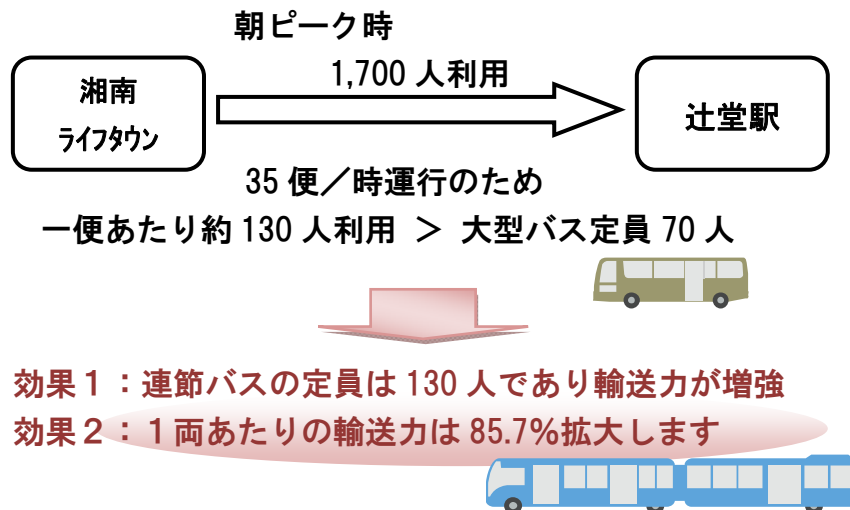 朝ピーク時
1,700 人利用
湘南
ライフタウン
辻堂駅
35 便／時運行のため
一便あたり約 130 人利用 ＞ 大型バス定員 70 人
効果１：連節バスの定員は 130 人であり輸送力が増強
効果２：１両あたりの輸送力は 85.7%拡大します